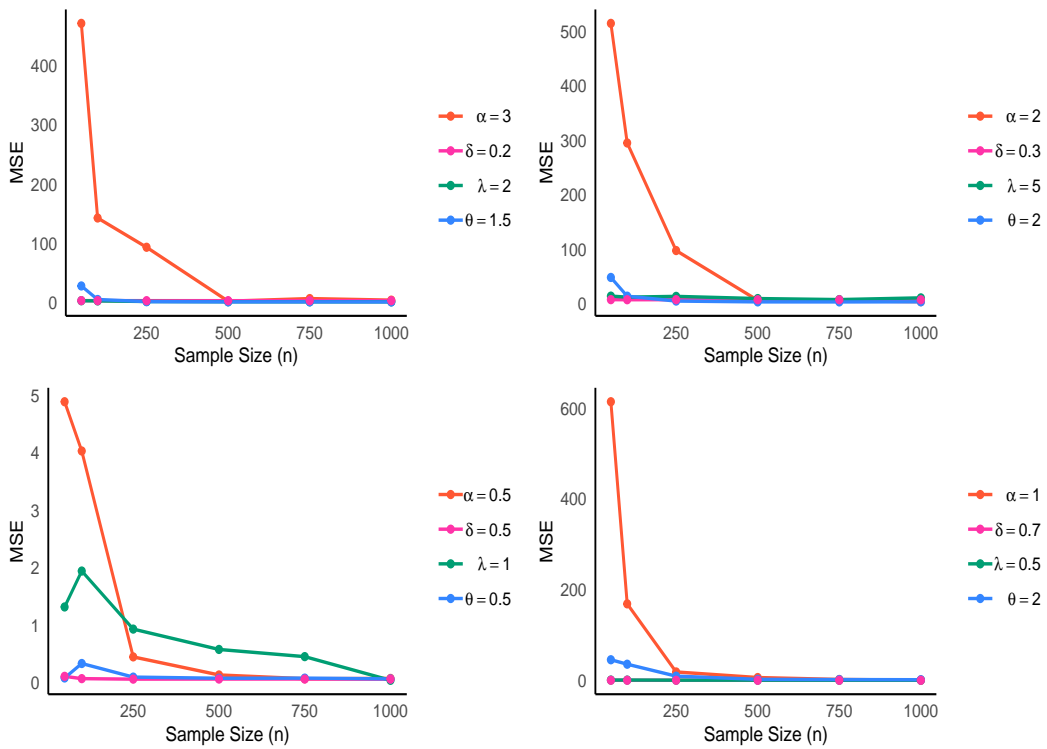 MSE
400
300
200
100
0
250 500 750 1000
Sample Size (n)
α = 3
δ = 0.2
λ = 2
θ = 1.5
MSE
500
400
300
200
100
0
250 500 750 1000
Sample Size (n)
α = 2
δ = 0.3
λ = 5
θ = 2
MSE
5
4
3
2
1
0
250 500 750 1000
Sample Size (n)
α = 0.5
δ = 0.5
λ = 1
θ = 0.5
MSE
600
400
200
0
250 500 750 1000
Sample Size (n)
α = 1
δ = 0.7
λ = 0.5
θ = 2